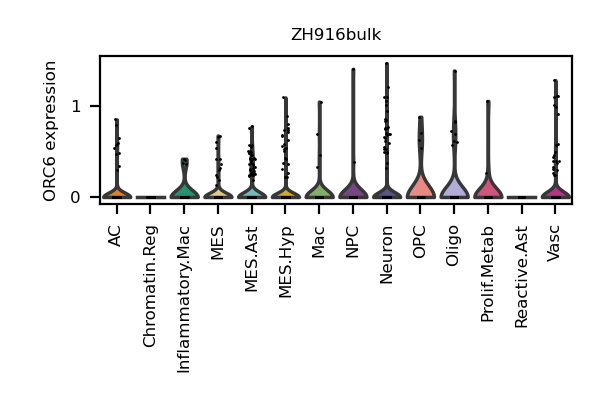 ZH916bulk
ORC6 expression
1
0
AC
Chromatin.Reg
Inflammatory.Mac
MES
MES.Ast
MES.Hyp
Mac
NPC
Neuron
OPC
Oligo
Prolif.Metab
Reactive.Ast
Vasc